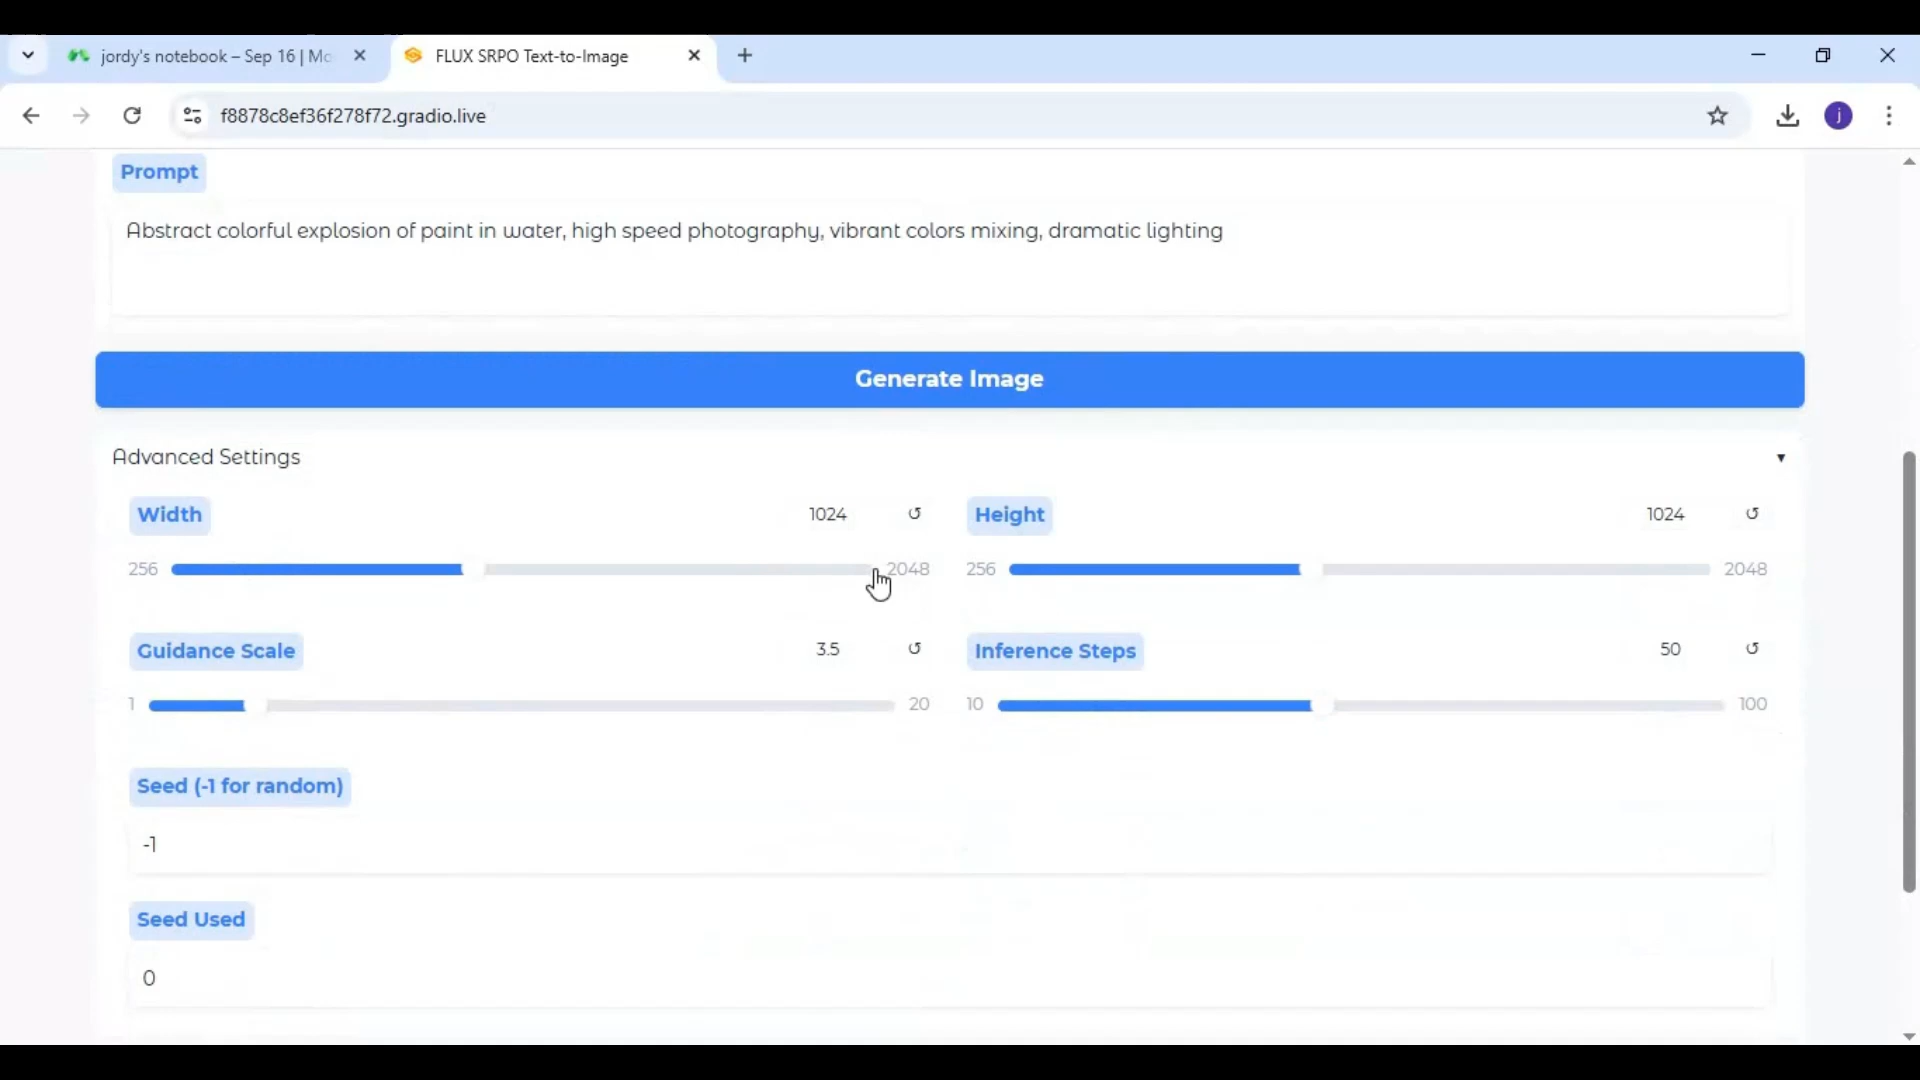 jordy's notebook – Sep 16 | Mo
FLUX SRPO Text-to-Image
f8878c8ef36f278f72.gradio.live
j
Prompt
Abstract colorful explosion of paint in water, high speed photography, vibrant colors mixing, dramatic lighting
Generate Image
Advanced Settings
Width 1024
256 2048
Height 1024
256 2048
Guidance Scale 3.5
1 20
Inference Steps 50
10 100
Seed (-1 for random)
-1
Seed Used
0